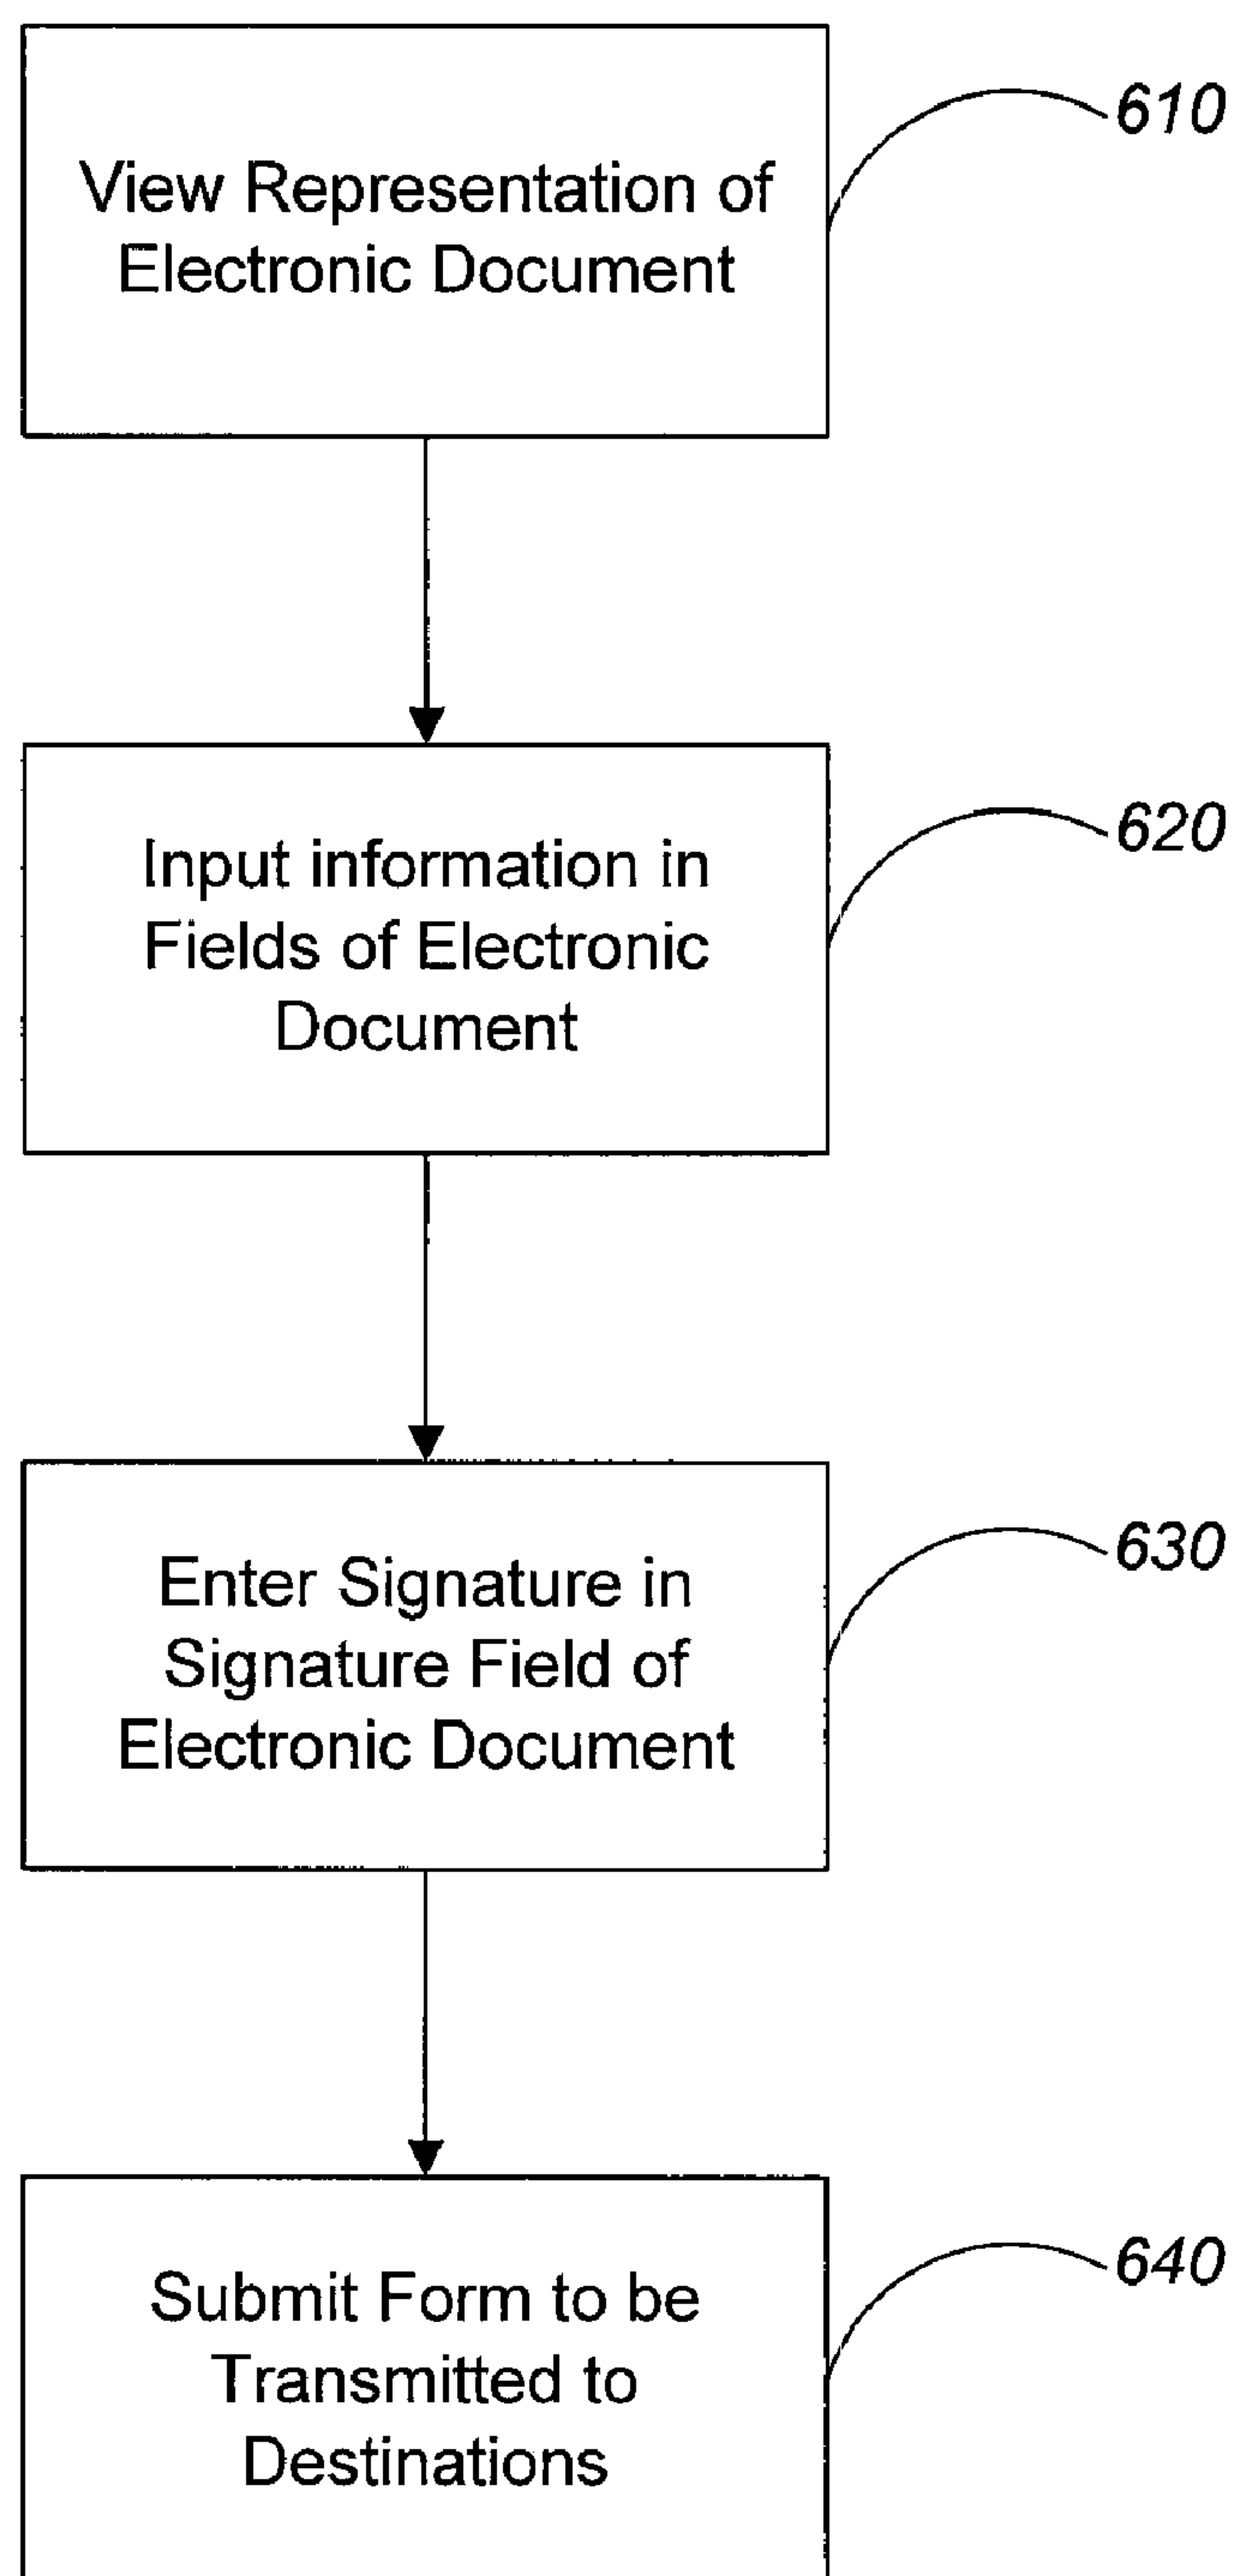 View Representation of
Electronic Document
610
Input information in
Fields of Electronic
Document
620
Enter Signature in
Signature Field of
Electronic Document
630
Submit Form to be
Transmitted to
Destinations
640